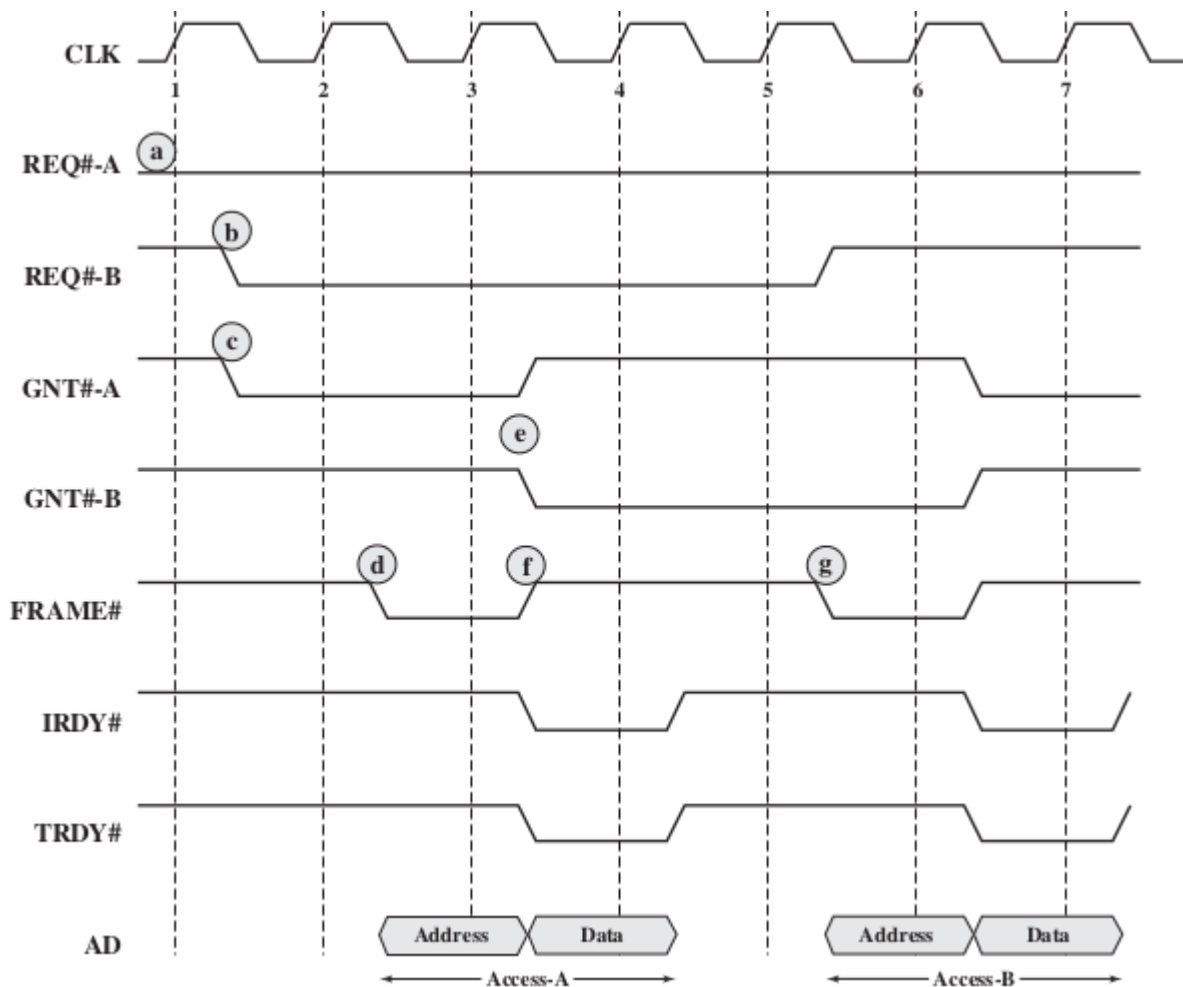 CLK
1 2 3 4 5 6 7
a
REQ#-A
b
REQ#-B
c
GNT#-A
e
GNT#-B
d f g
FRAME#
IRDY#
TRDY#
AD
Address Data Address Data
Access-A Access-B